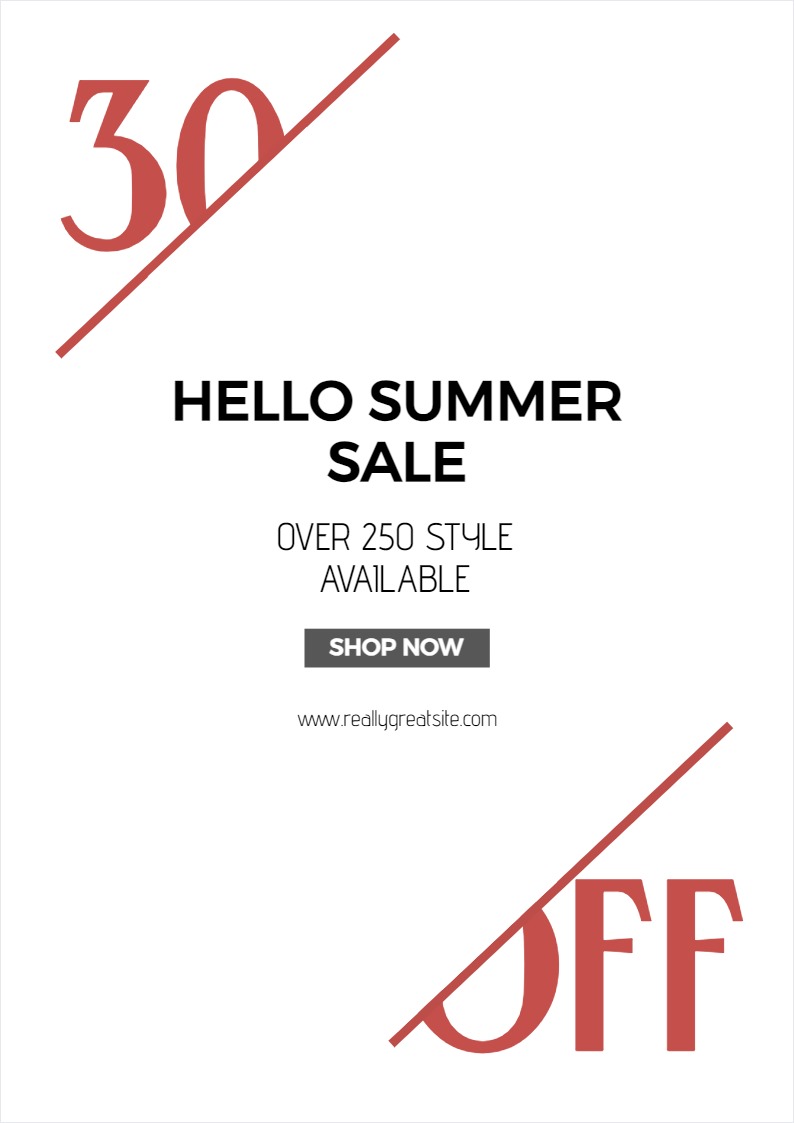 30
HELLO SUMMER
SALE
OVER 250 STYLE
AVAILABLE
SHOP NOW
www.reallygreatsite.com
OFF